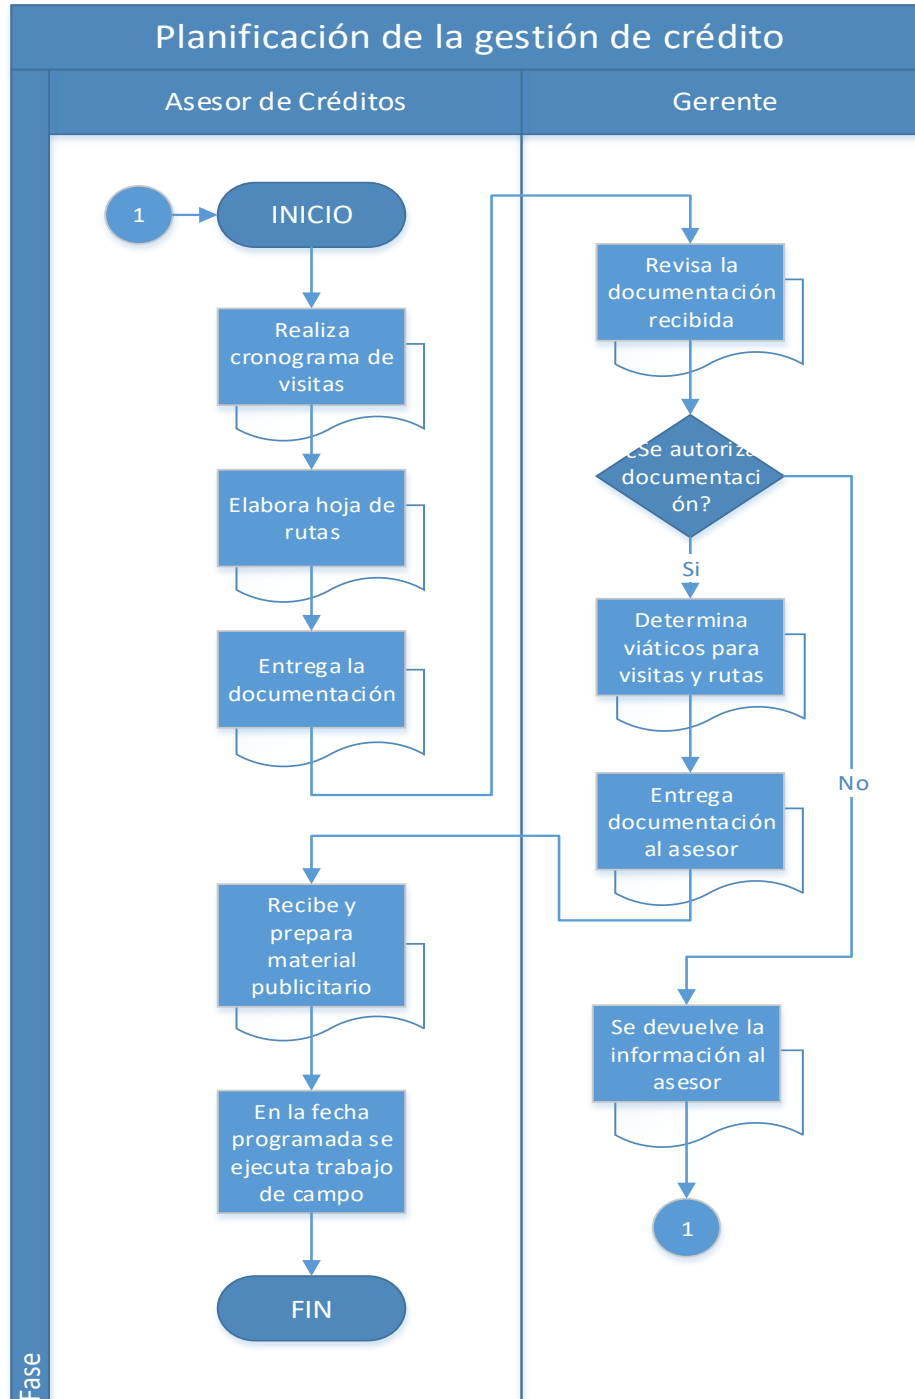 Planificación de la gestión de crédito
Asesor de Créditos
Gerente
1
INICIO
Realiza
cronograma de
visitas
Elabora hoja de
rutas
Entrega la
documentación
Recibe y
prepara
material
publicitario
En la fecha
programada se
ejecuta trabajo
de campo
FIN
Revisa la
documentación
recibida
¿Se autoriza
documentaci
ón?
Si
Determina
viáticos para
visitas y rutas
No
Entrega
documentación
al asesor
Se devuelve la
información al
asesor
1
Fase